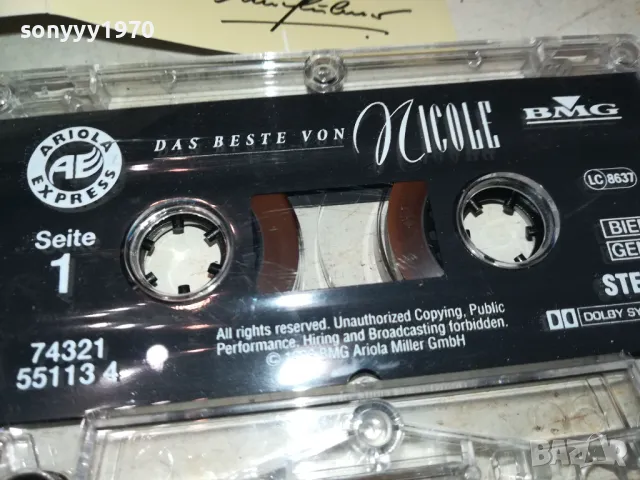 sonyyy1970
ARIOLA
EXPRESS
AE
DAS BESTE VON NICOLE
BMG
LC 8637
Seite
1
BIE
GE
STE
DOLBY SY
All rights reserved. Unauthorized Copying, Public
Performance, Hiring and Broadcasting forbidden.
BMG Ariola Miller GmbH
74321
55113 4
BAZAR